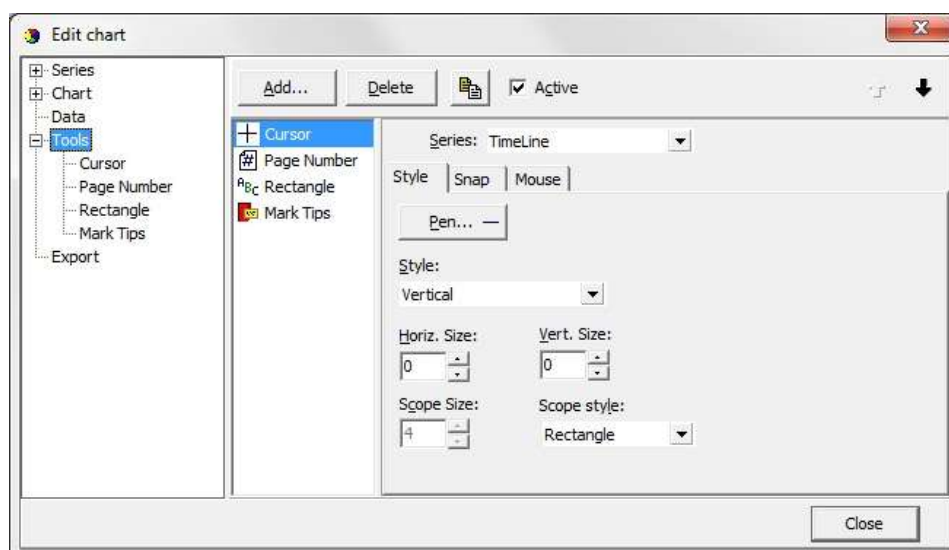 Edit chart
Series
Chart
Data
Tools
Cursor
Page Number
Rectangle
Mark Tips
Export
Add...
Delete
Active
Cursor
Page Number
Rectangle
Mark Tips
Series: TimeLine
Style
Snap
Mouse
Pen...
Style:
Vertical
Horiz. Size:
Vert. Size:
0
0
Scope Size:
Scope style:
4
Rectangle
Close